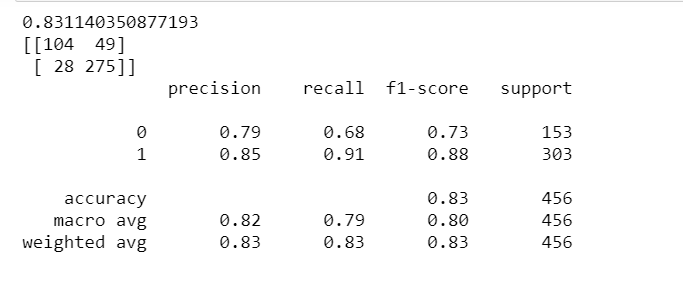 0.831140350877193
[[104  49]
 [ 28 275]]
              precision    recall  f1-score   support

           0       0.79      0.68      0.73       153
           1       0.85      0.91      0.88       303

    accuracy                           0.83       456
   macro avg       0.82      0.79      0.80       456
weighted avg       0.83      0.83      0.83       456